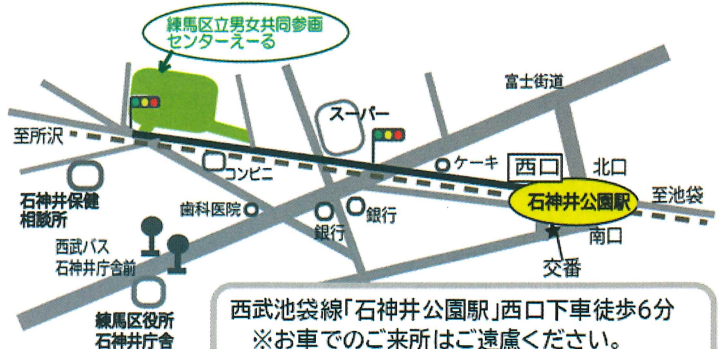 練馬区立男女共同参画
センターえーる
富士街道
スーパー
至所沢
コンビニ
ケーキ
西口
北口
石神井公園駅
至池袋
石神井保健
相談所
歯科医院
銀行
銀行
南口
交番
西武バス
石神井庁舎前
練馬区役所
石神井庁舎
西武池袋線「石神井公園駅」西口下車徒歩6分
※お車でのご来所はご遠慮ください。